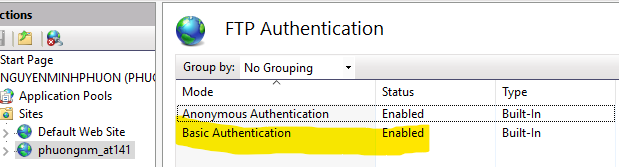 ctions
FTP Authentication
Group by: No Grouping
Start Page
NGUYENMINHPHUON (PHUO
Application Pools
Sites
Default Web Site
phuongnm_at141
Mode Status Type
Anonymous Authentication Enabled Built-In
Basic Authentication Enabled Built-In